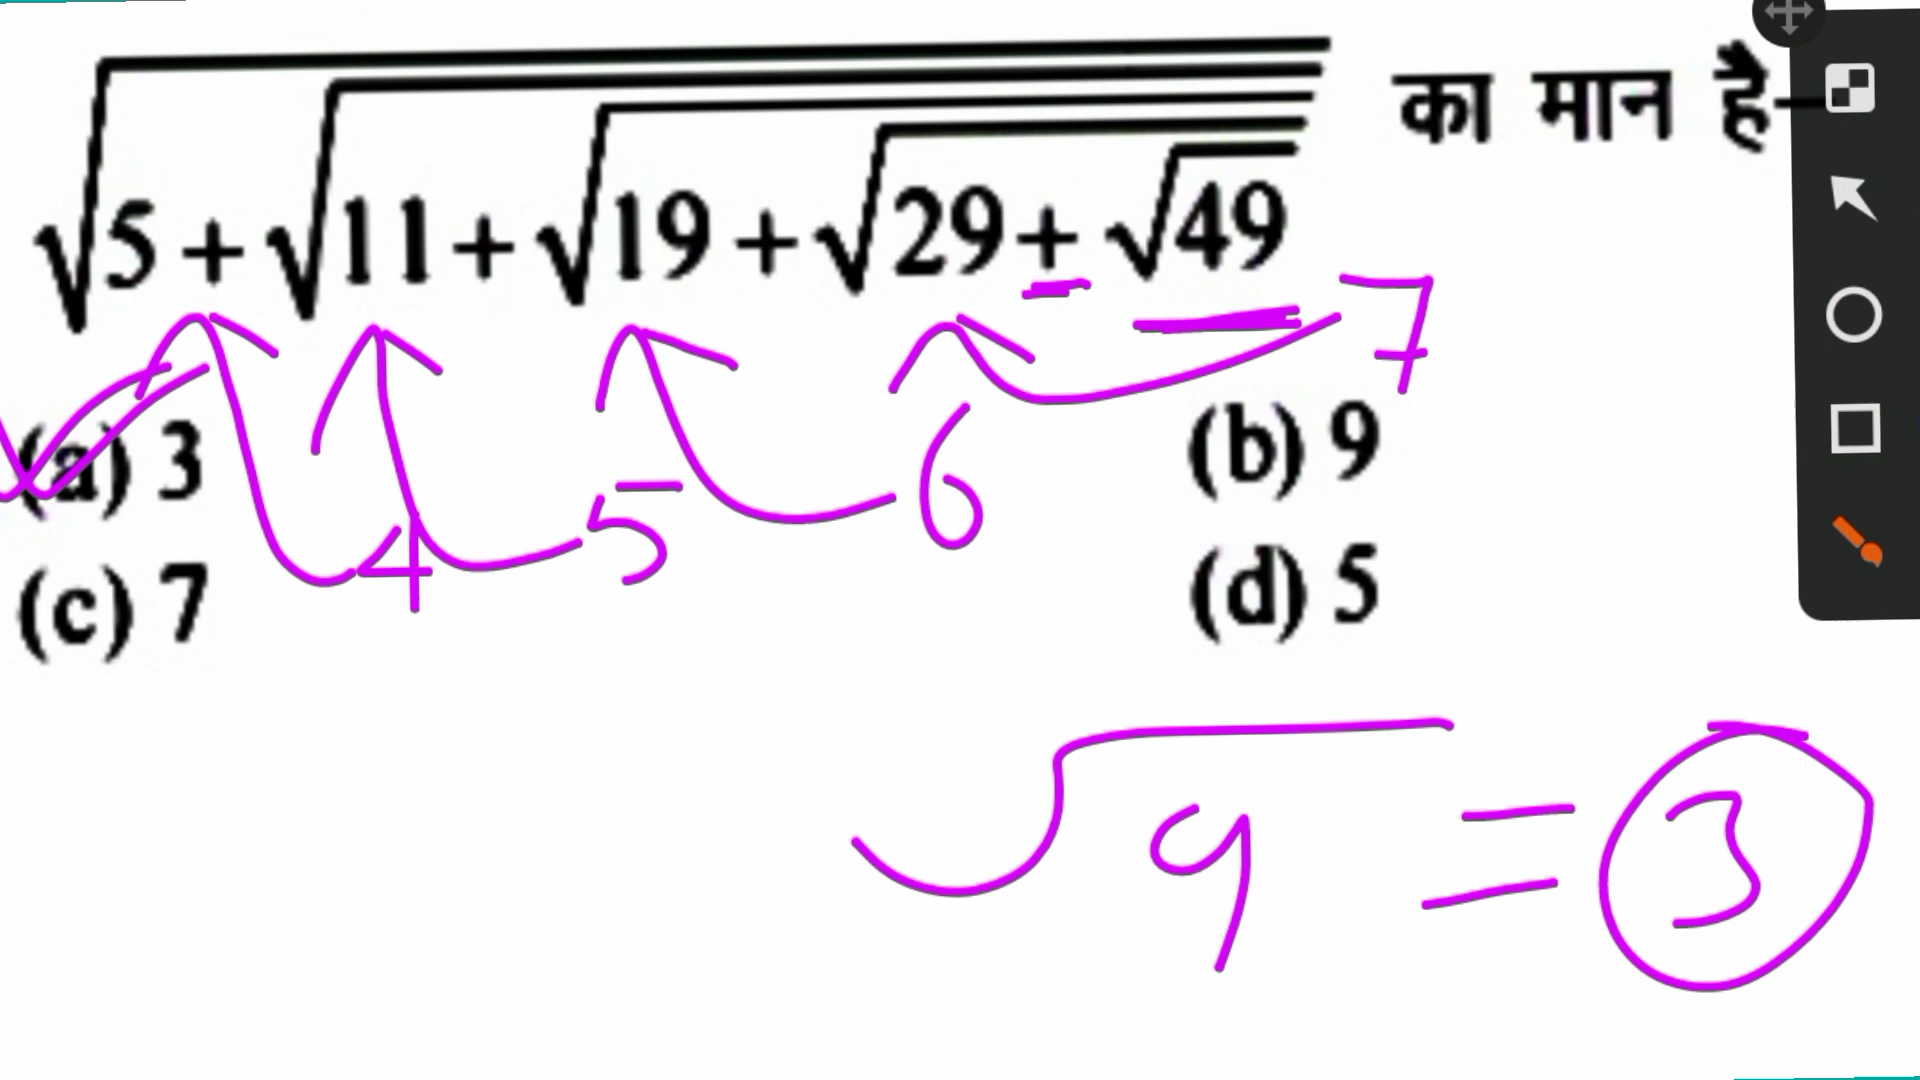 √5 + √11 + √19 + √29 + √49 का मान है-
7
(a) 3 (b) 9
6
5
4
(c) 7 (d) 5
√9 = 3